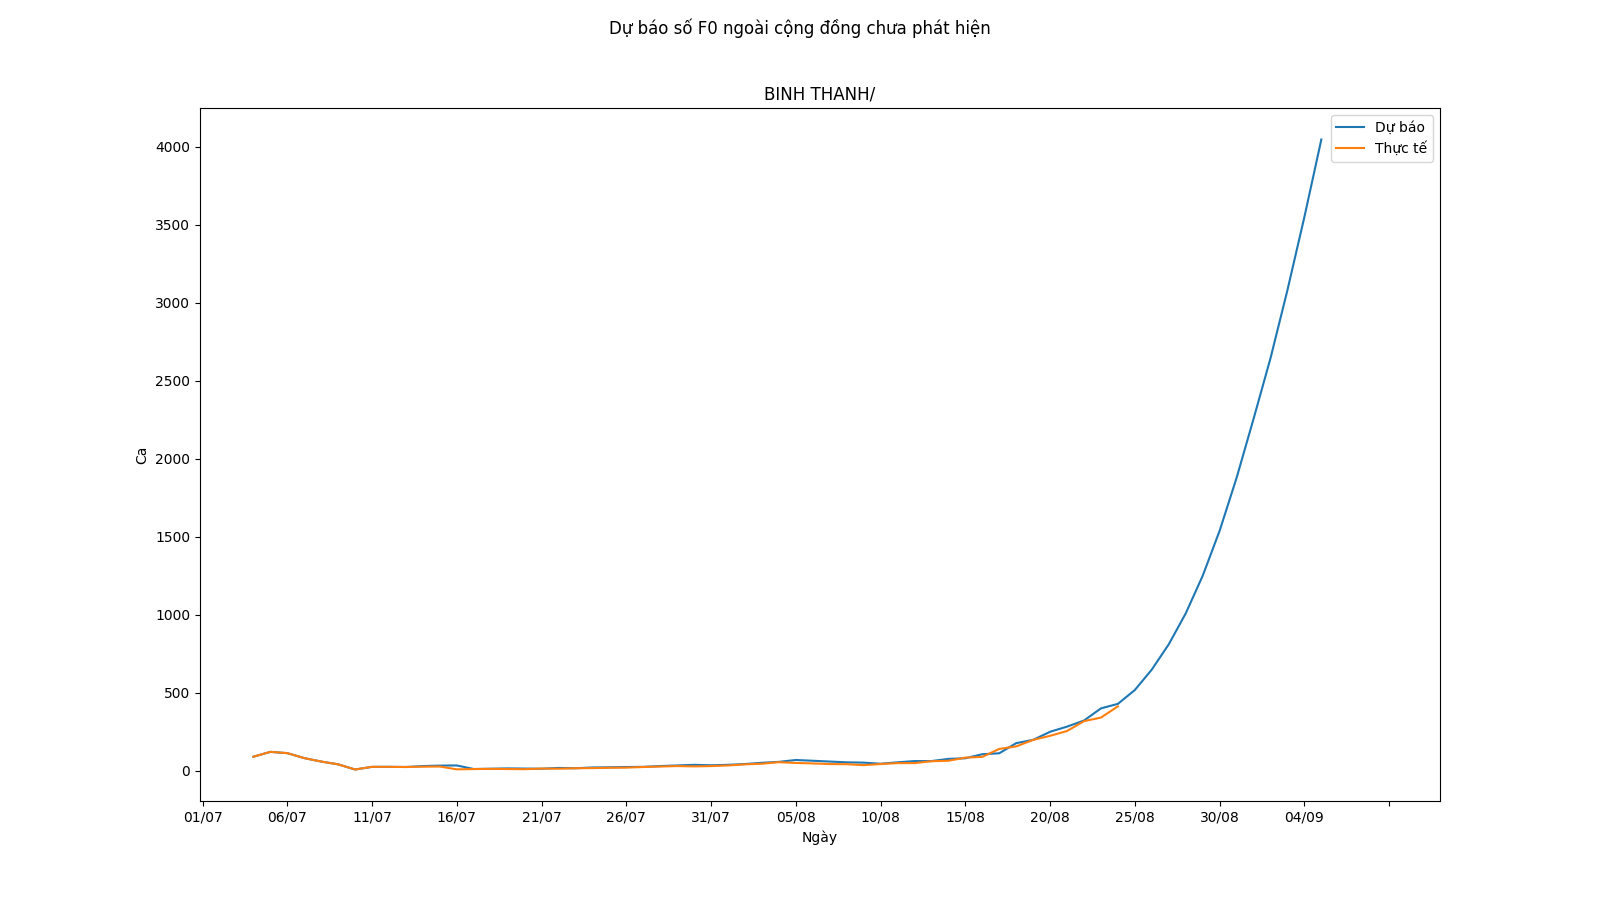 Dự báo số F0 ngoài cộng đồng chưa phát hiện
BINH THANH/
Dự báo
Thực tế
4000
3500
3000
2500
2000
1500
1000
500
0
Ca
01/07 06/07 11/07 16/07 21/07 26/07 31/07 05/08 10/08 15/08 20/08 25/08 30/08 04/09
Ngày